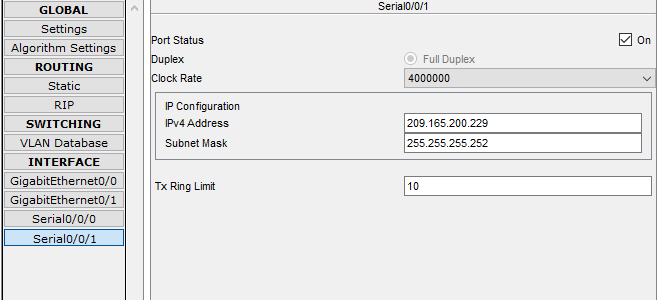 GLOBAL
Settings
Algorithm Settings
ROUTING
Static
RIP
SWITCHING
VLAN Database
INTERFACE
GigabitEthernet0/0
GigabitEthernet0/1
Serial0/0/0
Serial0/0/1
Serial0/0/1
Port Status On
Duplex Full Duplex
Clock Rate 4000000
IP Configuration
IPv4 Address 209.165.200.229
Subnet Mask 255.255.255.252
Tx Ring Limit 10